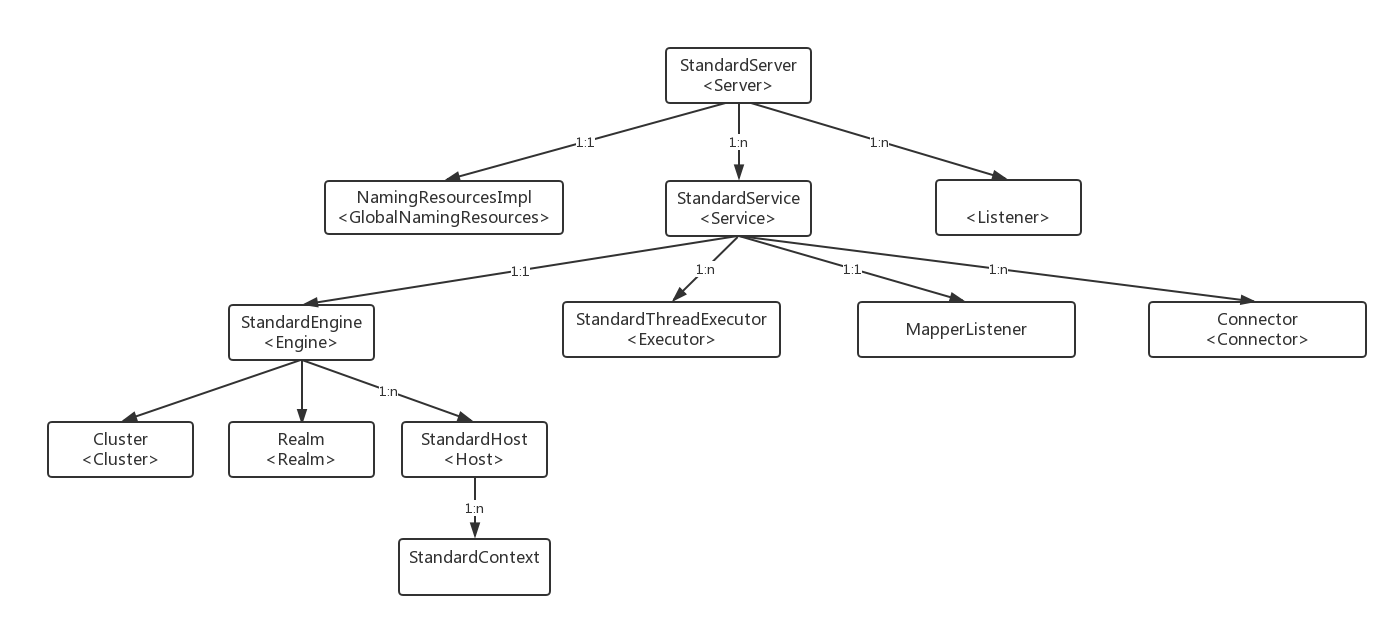 StandardServer
<Server>
1:1
1:n
1:n
NamingResourcesImpl
<GlobalNamingResources>
StandardService
<Service>
<Listener>
1:1
1:n
1:1
1:n
StandardEngine
<Engine>
StandardThreadExecutor
<Executor>
MapperListener
Connector
<Connector>
1:n
Cluster
<Cluster>
Realm
<Realm>
StandardHost
<Host>
1:n
StandardContext